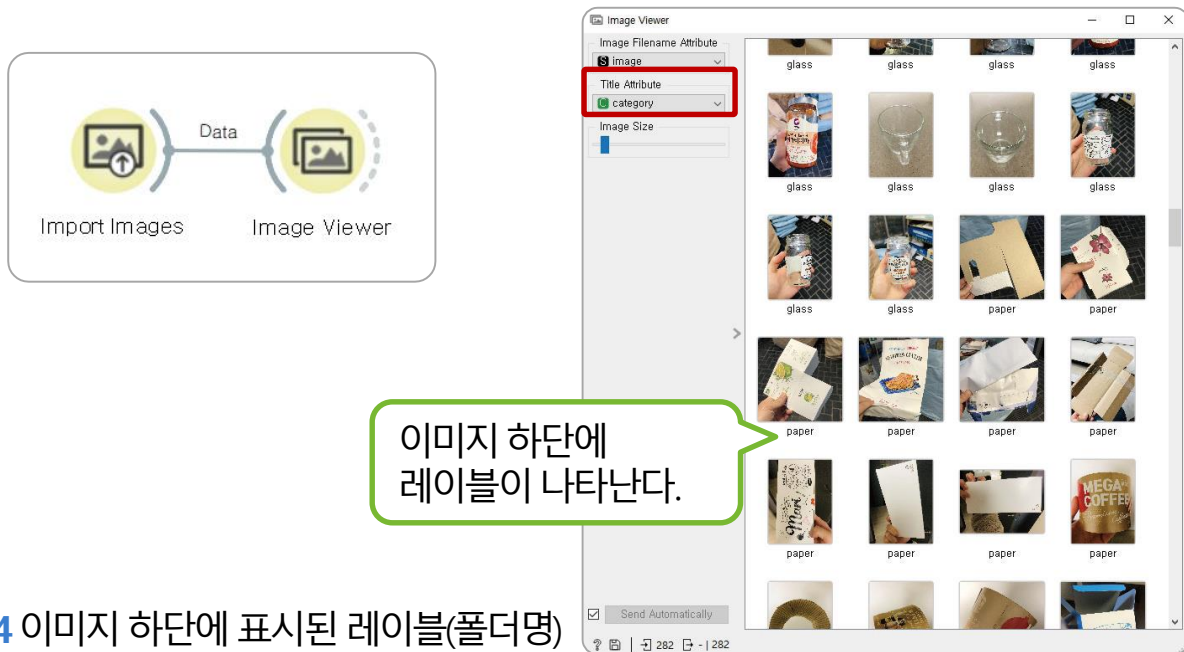 Data
Import Images
Image Viewer
Image Viewer
Image Filename Attribute
S image
Title Attribute
C category
Image Size
glass glass glass glass
glass glass glass glass
glass glass paper paper
paper paper paper paper
MEGA
COFFEE
Mari
paper paper paper paper
이미지 하단에
레이블이 나타난다.
Send Automatically
? 282 - | 282
4 이미지 하단에 표시된 레이블(폴더명)